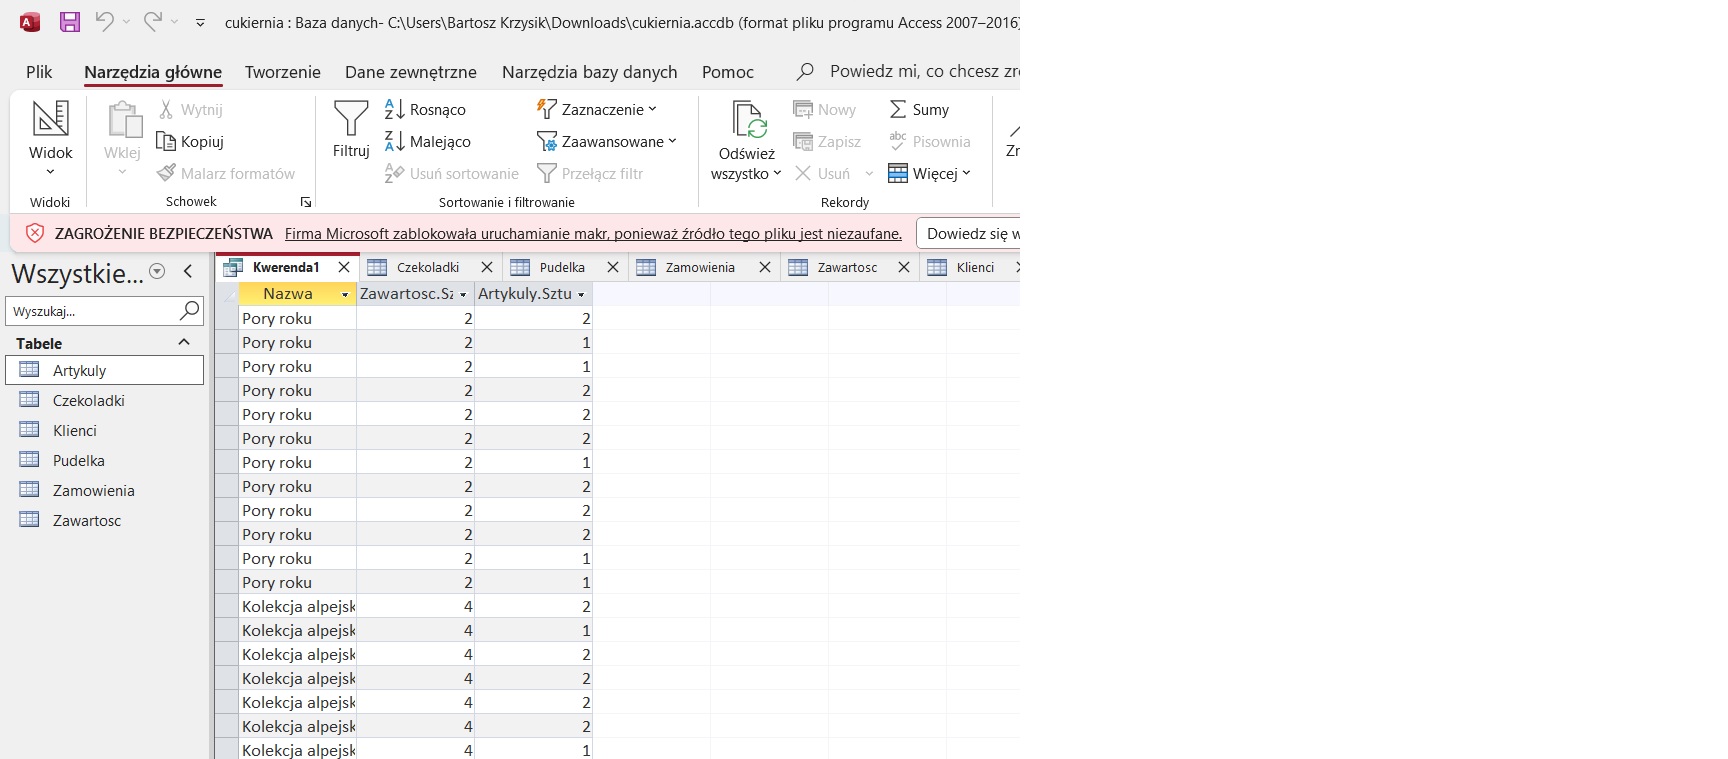 cukiernia : Baza danych- C:\Users\Bartosz Krzysik\Downloads\cukiernia.accdb (format pliku programu Access 2007–2016)
Plik Narzędzia główne Tworzenie Dane zewnętrzne Narzędzia bazy danych Pomoc Powiedz mi, co chcesz zro
Widok
Widoki
Wklej
Wytnij
Kopiuj
Malarz formatów
Schowek
Filtruj
Rosnąco
Malejąco
Usuń sortowanie
Zaznaczenie
Zaawansowane
Przełącz filtr
Sortowanie i filtrowanie
Odśwież
wszystko
Nowy
Zapisz
Usuń
Sumy
Pisownia
Więcej
Rekordy
Zn
ZAGROŻENIE BEZPIECZEŃSTWA Firma Microsoft zablokowała uruchamianie makr, ponieważ źródło tego pliku jest niezaufane. Dowiedz się w
Wszystkie...
Wyszukaj...
Tabele
Artykuly
Czekoladki
Klienci
Pudelka
Zamowienia
Zawartosc
Kwerenda1 Czekoladki Pudelka Zamowienia Zawartosc Klienci
Nazwa Zawartosc.Sz Artykuly.Sztu
Pory roku 2 2
Pory roku 2 1
Pory roku 2 1
Pory roku 2 2
Pory roku 2 2
Pory roku 2 2
Pory roku 2 1
Pory roku 2 2
Pory roku 2 2
Pory roku 2 2
Pory roku 2 1
Pory roku 2 1
Kolekcja alpejsk 4 2
Kolekcja alpejsk 4 1
Kolekcja alpejsk 4 2
Kolekcja alpejsk 4 2
Kolekcja alpejsk 4 2
Kolekcja alpejsk 4 2
Kolekcja alpejsk 4 1